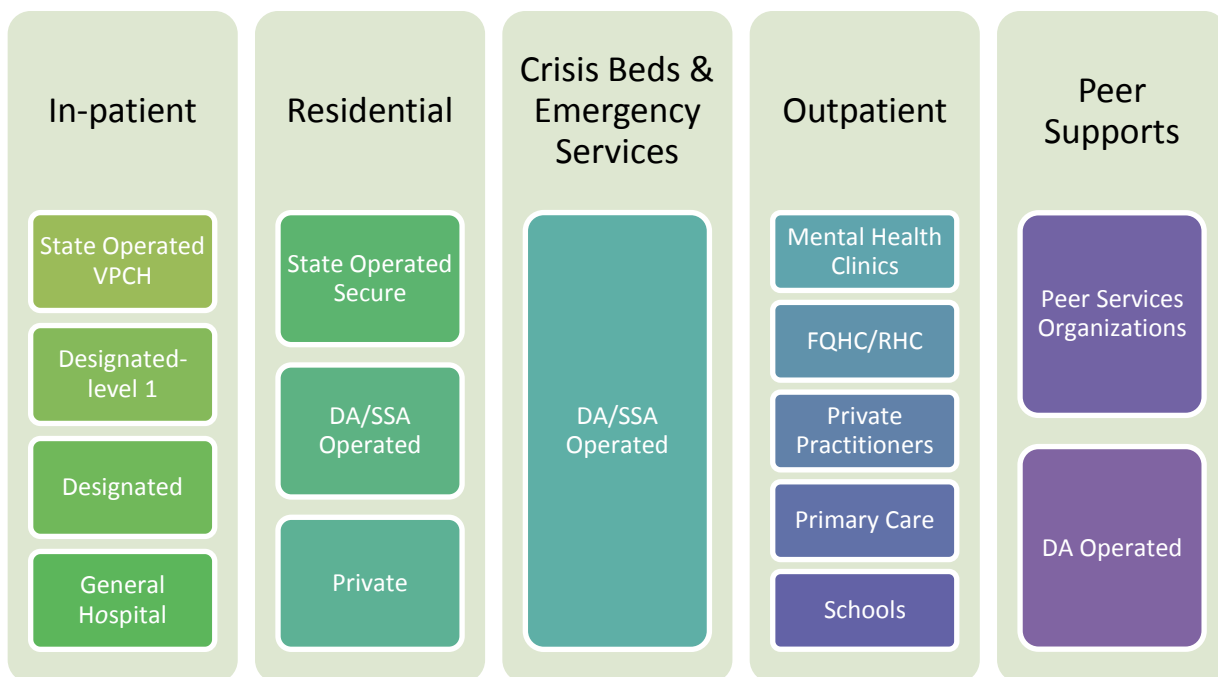 In-patient
State Operated
VPCH
Designated-
level 1
Designated
General
Hospital
Residential
State Operated
Secure
DA/SSA
Operated
Private
Crisis Beds &
Emergency
Services
DA/SSA
Operated
Outpatient
Mental Health
Clinics
FQHC/RHC
Private
Practitioners
Primary Care
Schools
Peer
Supports
Peer Services
Organizations
DA Operated